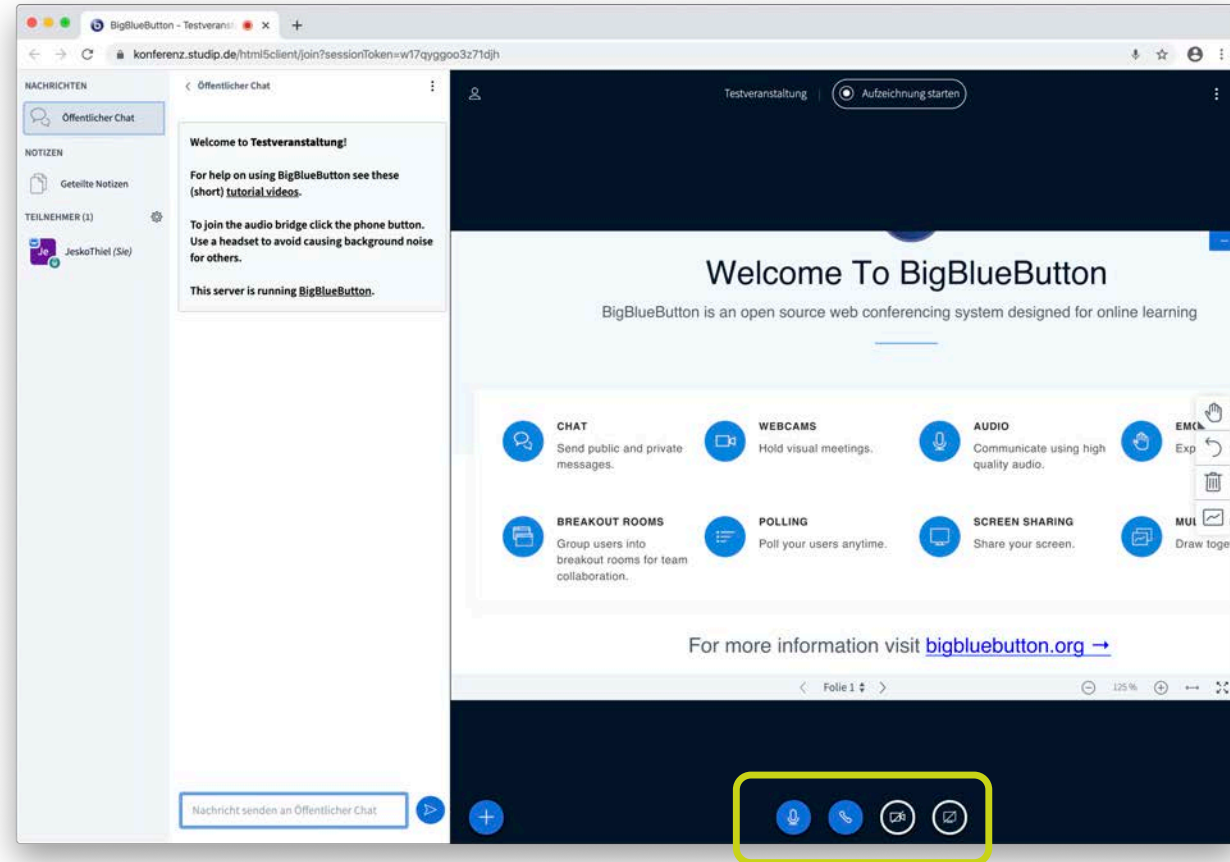 BigBlueButton - Testveranst
konferenz.studip.de/html5client/join?sessionToken=w17qyggoo3z71djh
NACHRICHTEN
Öffentlicher Chat
NOTIZEN
Geteilte Notizen
TEILNEHMER (1)
Je
JeskoThiel (Sie)
Öffentlicher Chat
Welcome to Testveranstaltung!
For help on using BigBlueButton see these
(short) tutorial videos.
To join the audio bridge click the phone button.
Use a headset to avoid causing background noise
for others.
This server is running BigBlueButton.
Nachricht senden an Öffentlicher Chat
Testveranstaltung
Aufzeichnung starten
Welcome To BigBlueButton
BigBlueButton is an open source web conferencing system designed for online learning
CHAT
Send public and private
messages.
WEBCAMS
Hold visual meetings.
AUDIO
Communicate using high
quality audio.
Exp
BREAKOUT ROOMS
Group users into
breakout rooms for team
collaboration.
POLLING
Poll your users anytime.
SCREEN SHARING
Share your screen.
MUL
Draw toge
For more information visit bigbluebutton.org →
Folie 1
125%